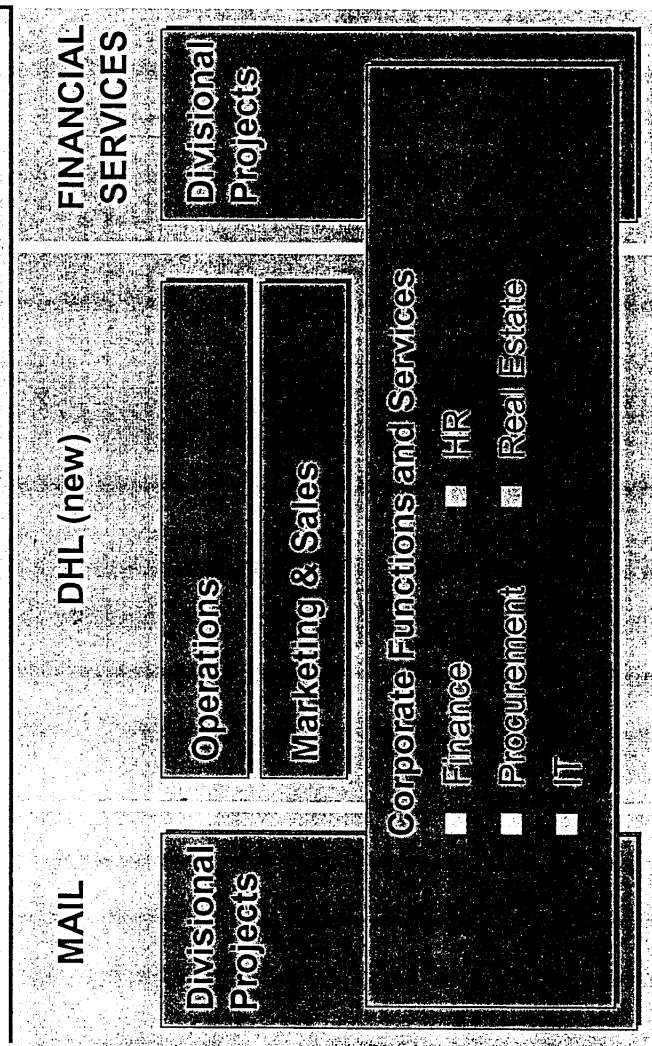 MAIL
DHL (new)
FINANCIAL
SERVICES
Divisional
Projects
Operations
Marketing & Sales
Divisional
Projects
Corporate Functions and Services
Finance
HR
Procurement
Real Estate
IT